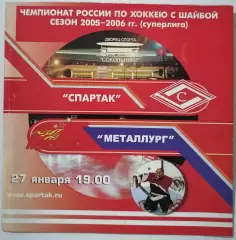 ЧЕМПИОНАТ РОССИИ ПО ХОККЕЮ С ШАЙБОЙ
СЕЗОН 2005-2006 гг. (суперлига)
ДВОРЕЦ СПОРТА
"СОКОЛЬНИКИ"
"СПАРТАК"
"МЕТАЛЛУРГ"
27 января 19.00
www.spartak.ru